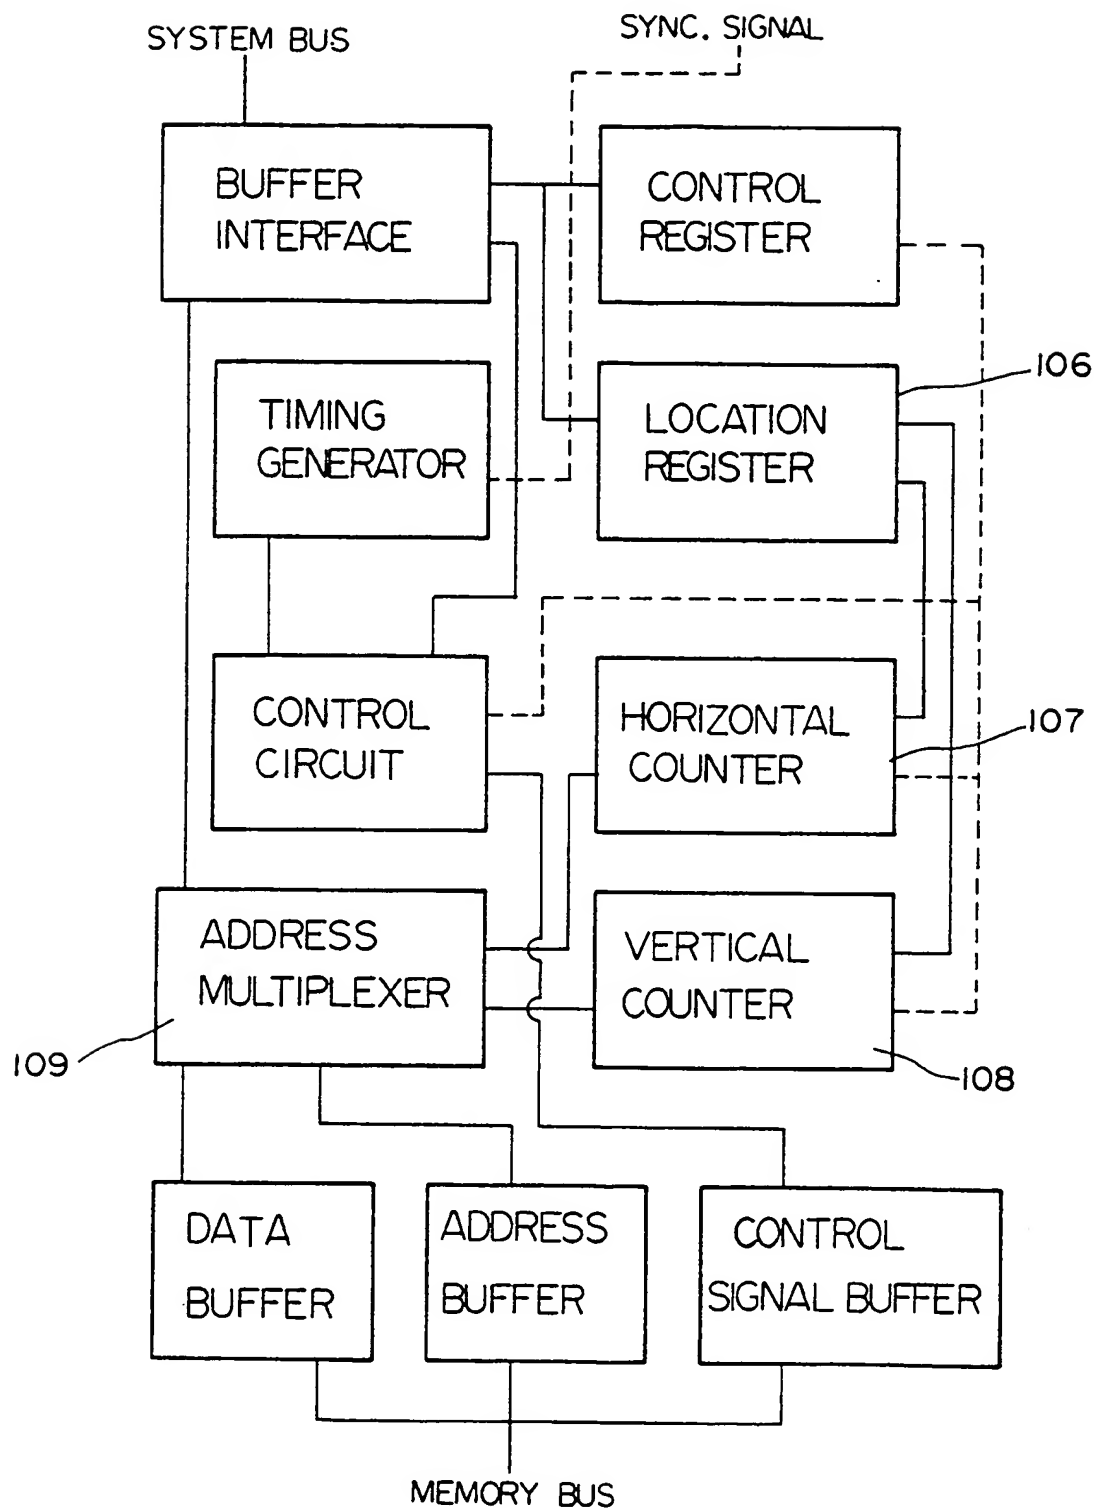 SYSTEM BUS
SYNC. SIGNAL
BUFFER
INTERFACE
CONTROL
REGISTER
106
TIMING
GENERATOR
LOCATION
REGISTER
CONTROL
CIRCUIT
HORIZONTAL
COUNTER
107
ADDRESS
MULTIPLEXER
VERTICAL
COUNTER
109
108
DATA
BUFFER
ADDRESS
BUFFER
CONTROL
SIGNAL BUFFER
MEMORY BUS